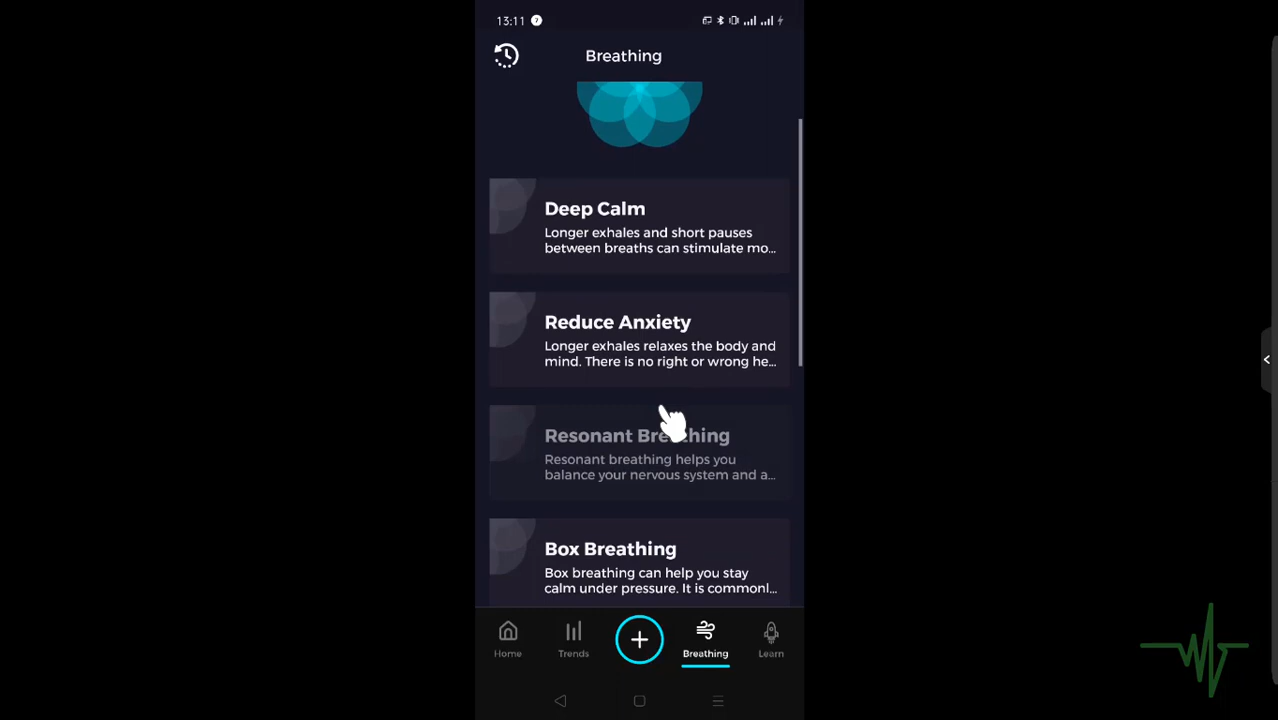 13:11 7
Breathing
Deep Calm
Longer exhales and short pauses
between breaths can stimulate mo...
Reduce Anxiety
Longer exhales relaxes the body and
mind. There is no right or wrong he...
Resonant Breathing
Resonant breathing helps you
balance your nervous system and a...
Box Breathing
Box breathing can help you stay
calm under pressure. It is commonl...
Home Trends Breathing Learn